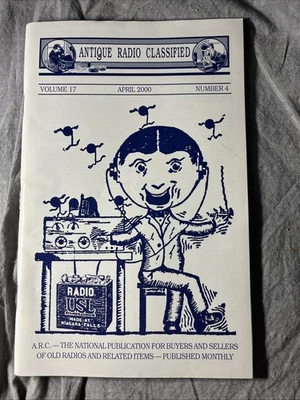 ANTIQUE RADIO CLASSIFIED
VOLUME 17 APRIL 2000 NUMBER 4
RADIO
USL
MADE AT
NIAGARA-FALLS
A.R.C. — THE NATIONAL PUBLICATION FOR BUYERS AND SELLERS
OF OLD RADIOS AND RELATED ITEMS — PUBLISHED MONTHLY